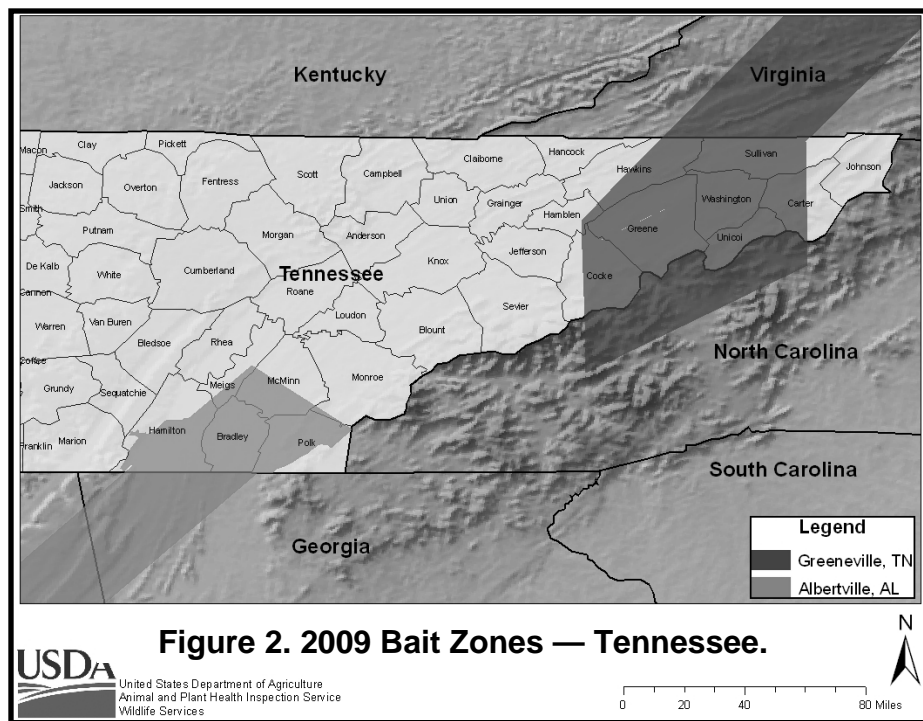 Kentucky
Virginia
Macon
Clay
Pickett
Hancock
Sullivan
Claiborne
Scott
Campbell
Hawkins
Johnson
Jackson
Overton
Fentress
Union
Grainger
Washington
Carter
Smith
Hamblen
Putnam
Morgan
Anderson
Greene
Unicoi
Jefferson
De Kalb
White
Cumberland
Tennessee
Knox
Cocke
Cannon
Roane
Loudon
Sevier
Warren
Van Buren
Bledsoe
Rhea
Blount
North Carolina
Coffee
Grundy
Sequatchie
Meigs
McMinn
Monroe
Franklin
Marion
Hamilton
Bradley
Polk
South Carolina
Georgia
Legend
Greeneville, TN
Albertville, AL
Figure 2. 2009 Bait Zones — Tennessee.
N
USDA
United States Department of Agriculture
Animal and Plant Health Inspection Service
Wildlife Services
0 20 40 80 Miles